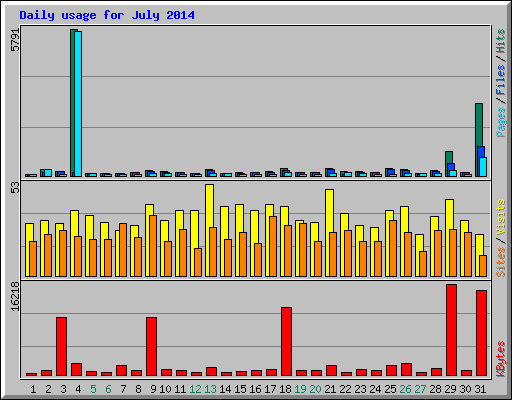 Daily usage for July 2014
5791
Pages / Files / Hits
53
Sites / Visits
16218
KBytes
1 2 3 4 5 6 7 8 9 10 11 12 13 14 15 16 17 18 19 20 21 22 23 24 25 26 27 28 29 30 31